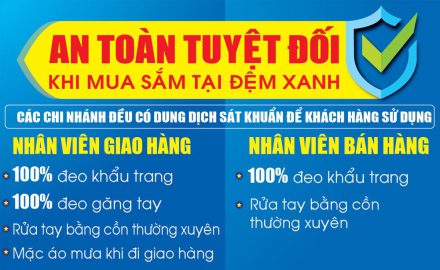 AN TOÀN TUYỆT ĐỐI
KHI MUA SẮM TẠI ĐỆM XANH
CÁC CHI NHÁNH ĐỀU CÓ DUNG DỊCH SÁT KHUẨN ĐỂ KHÁCH HÀNG SỬ DỤNG
NHÂN VIÊN GIAO HÀNG
100% đeo khẩu trang
100% đeo găng tay
Rửa tay bằng cồn thường xuyên
Mặc áo mưa khi đi giao hàng
NHÂN VIÊN BÁN HÀNG
100% đeo khẩu trang
Rửa tay bằng cồn
thường xuyên